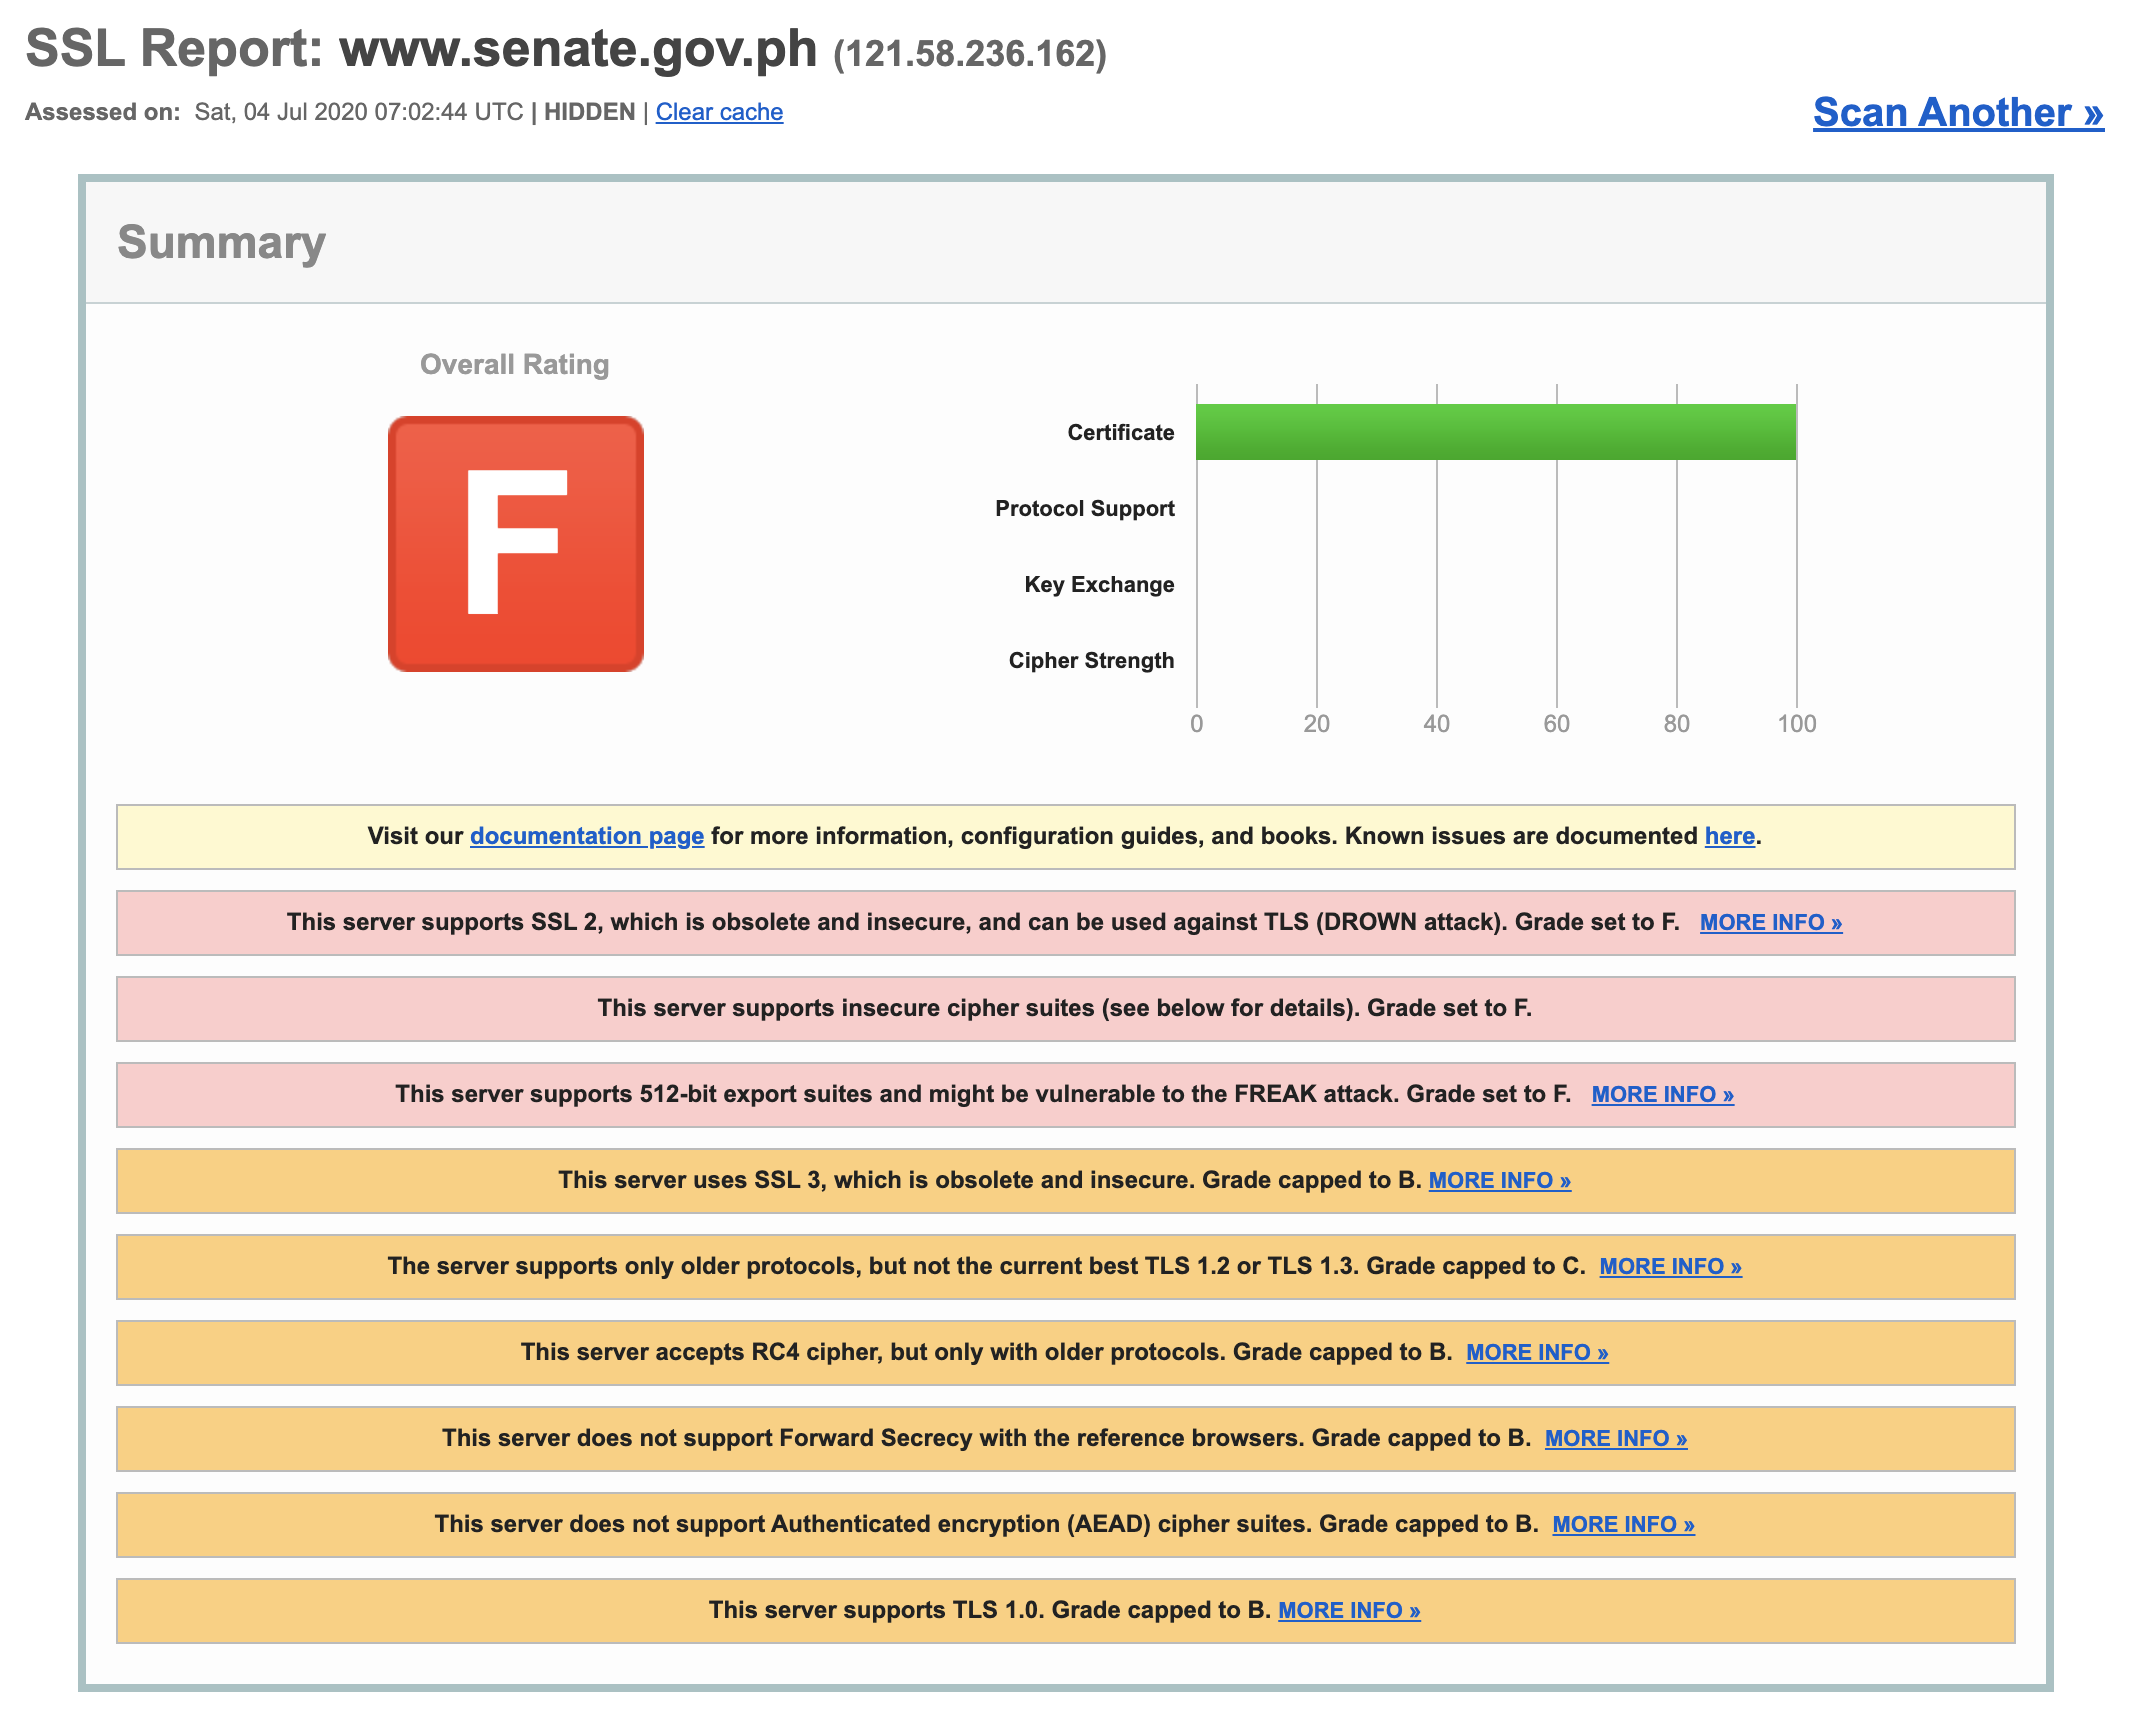 SSL Report: www.senate.gov.ph (121.58.236.162)
Assessed on: Sat, 04 Jul 2020 07:02:44 UTC | HIDDEN | Clear cache
Scan Another »
Summary
Overall Rating
F
Certificate
Protocol Support
Key Exchange
Cipher Strength
0 20 40 60 80 100
Visit our documentation page for more information, configuration guides, and books. Known issues are documented here.
This server supports SSL 2, which is obsolete and insecure, and can be used against TLS (DROWN attack). Grade set to F. MORE INFO »
This server supports insecure cipher suites (see below for details). Grade set to F.
This server supports 512-bit export suites and might be vulnerable to the FREAK attack. Grade set to F. MORE INFO »
This server uses SSL 3, which is obsolete and insecure. Grade capped to B. MORE INFO »
The server supports only older protocols, but not the current best TLS 1.2 or TLS 1.3. Grade capped to C. MORE INFO »
This server accepts RC4 cipher, but only with older protocols. Grade capped to B. MORE INFO »
This server does not support Forward Secrecy with the reference browsers. Grade capped to B. MORE INFO »
This server does not support Authenticated encryption (AEAD) cipher suites. Grade capped to B. MORE INFO »
This server supports TLS 1.0. Grade capped to B. MORE INFO »